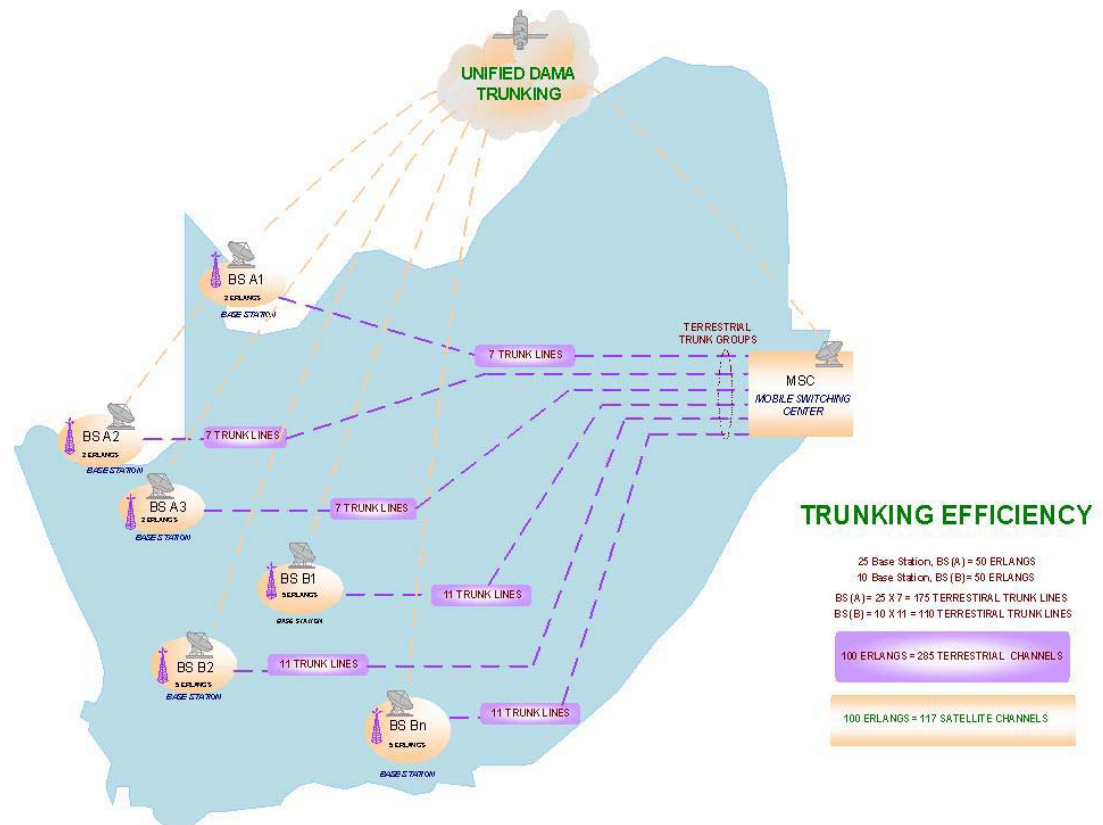 UNIFIED DAMA
TRUNKING
BS A1
2 ERLANGS
BASE STATION
TERRESTRIAL
TRUNK GROUPS
7 TRUNK LINES
MSC
MOBILE SWITCHING
CENTER
BS A2
2 ERLANGS
BASE STATION
7 TRUNK LINES
BS A3
2 ERLANGS
BASE STATION
7 TRUNK LINES
BS B1
5 ERLANGS
BASE STATION
11 TRUNK LINES
BS B2
5 ERLANGS
BASE STATION
11 TRUNK LINES
BS Bn
5 ERLANGS
BASE STATION
11 TRUNK LINES
TRUNKING EFFICIENCY
25 Base Station, BS(A) = 50 ERLANGS
10 Base Station, BS(B) = 50 ERLANGS
BS(A) = 25 X 7 = 175 TERRESTIRAL TRUNK LINES
BS(B) = 10 X 11 = 110 TERRESTIRAL TRUNK LINES
100 ERLANGS = 285 TERRESTRIAL CHANNELS
100 ERLANGS = 117 SATELLITE CHANNELS